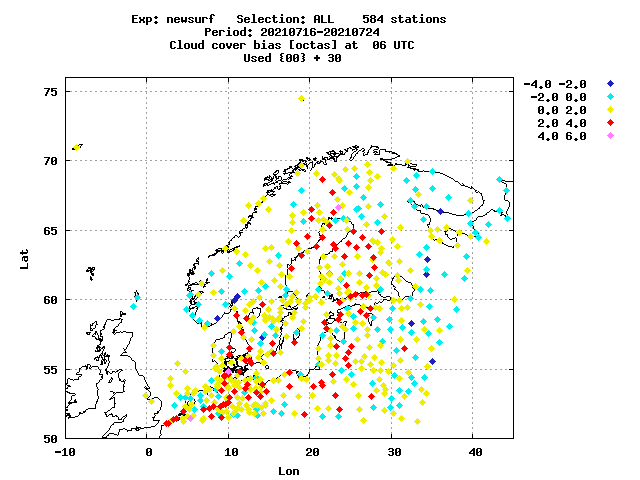 Exp: newsurf Selection: ALL 584 stations
Period: 20210716-20210724
Cloud cover bias [octas] at 06 UTC
Used {00} + 30
-4.0 -2.0
-2.0 0.0
0.0 2.0
2.0 4.0
4.0 6.0
75
70
65
60
55
50
Lat
-10 0 10 20 30 40
Lon